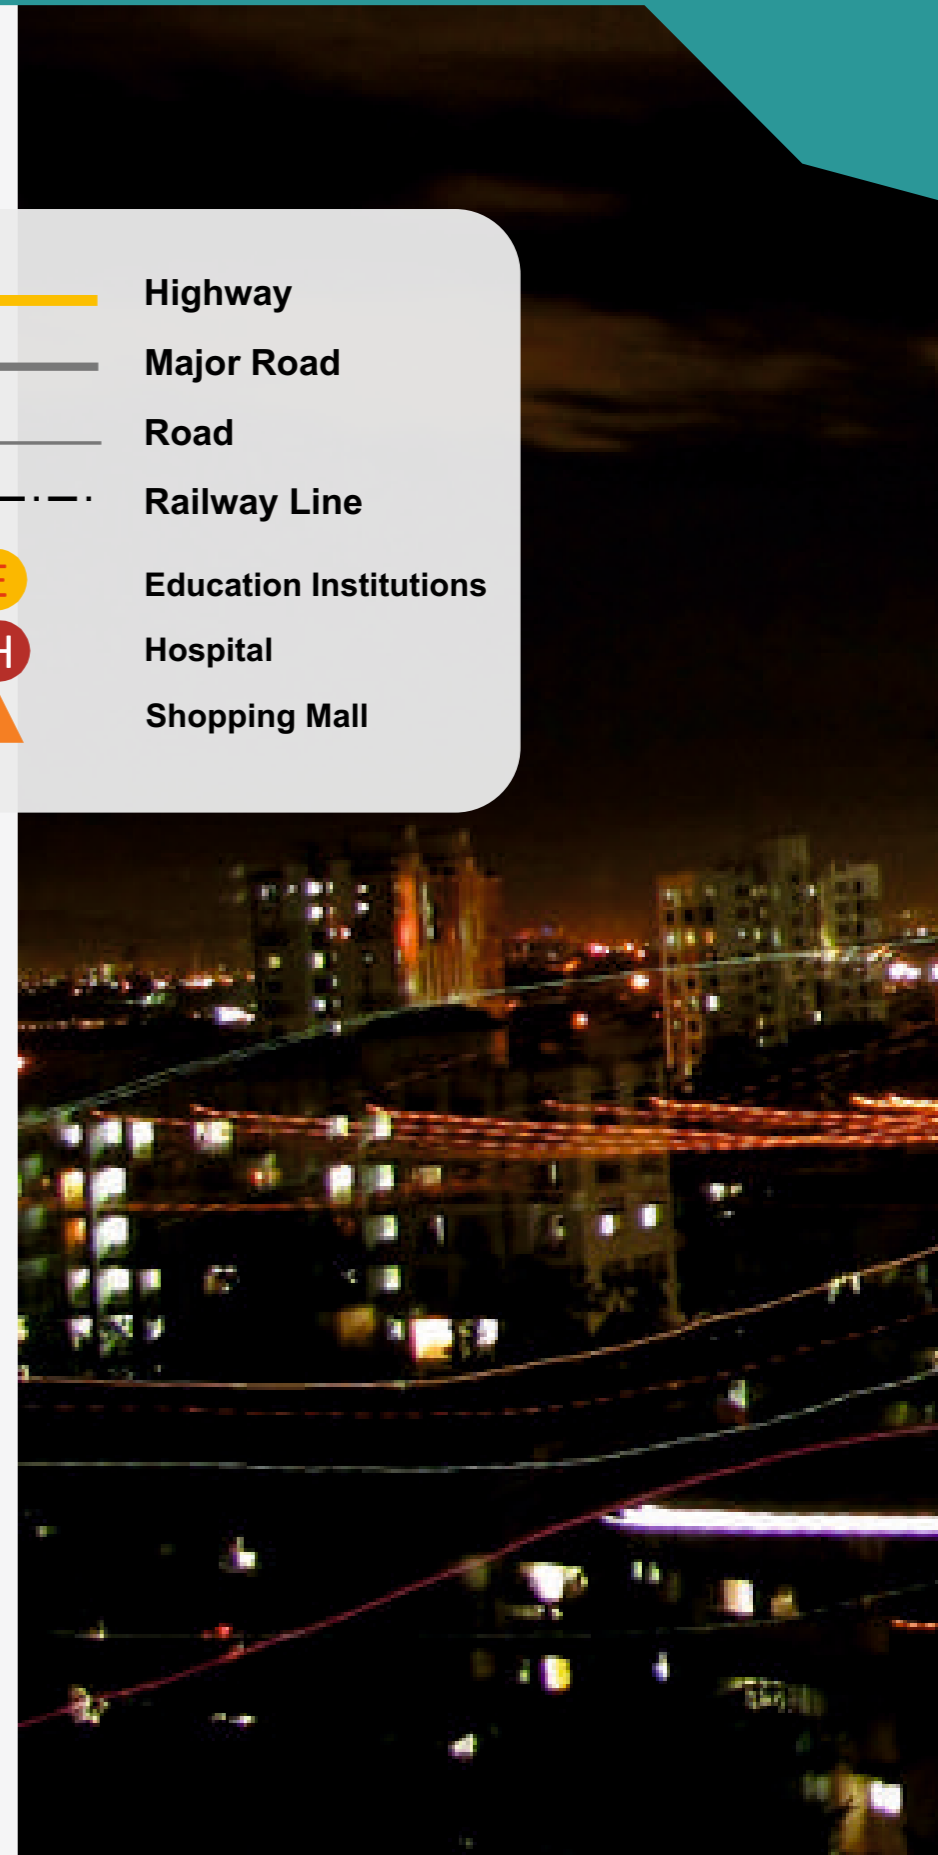 Highway
Major Road
Road
Railway Line
E Education Institutions
H Hospital
Shopping Mall